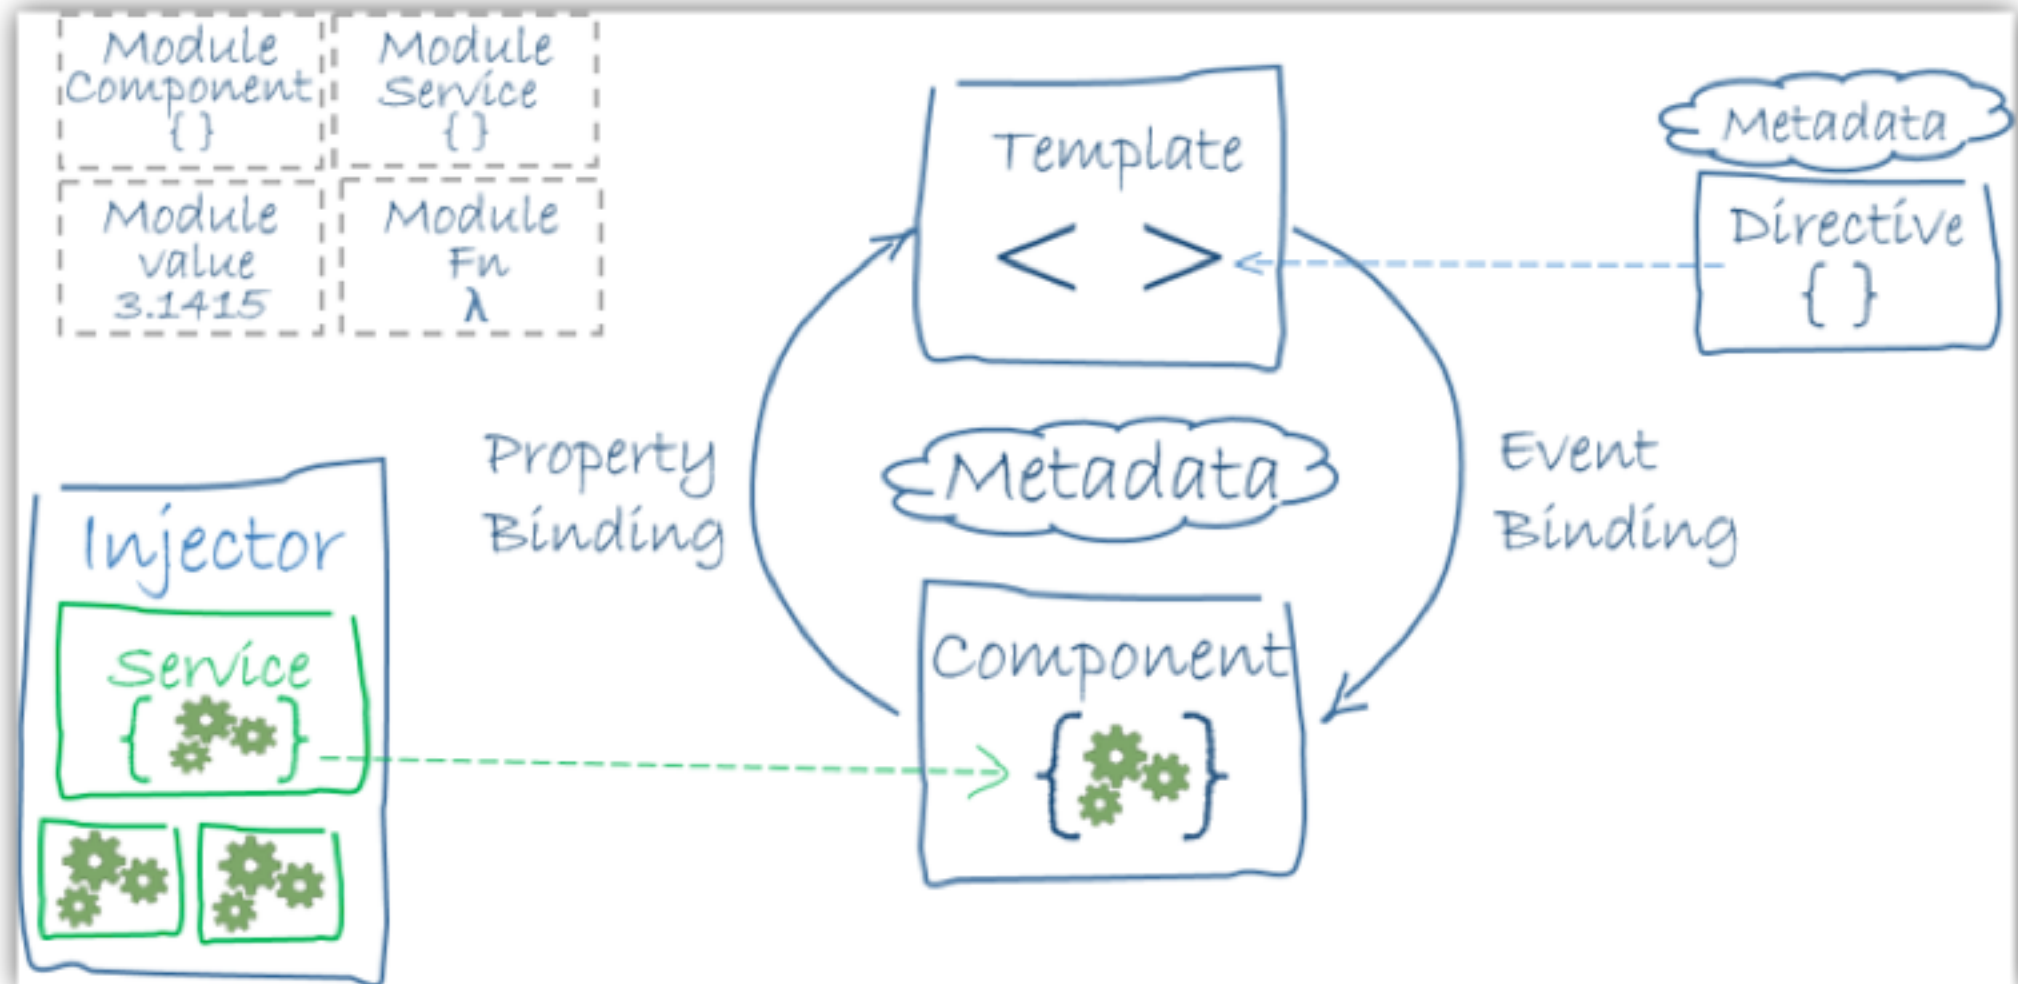 Module
Component
{ }
Module
Service
{ }
Module
value
3.1415
Module
Fn
λ
Template
< >
Metadata
Directive
{ }
Property
Binding
Metadata
Event
Binding
Injector
Service
{ }
Component
{ }